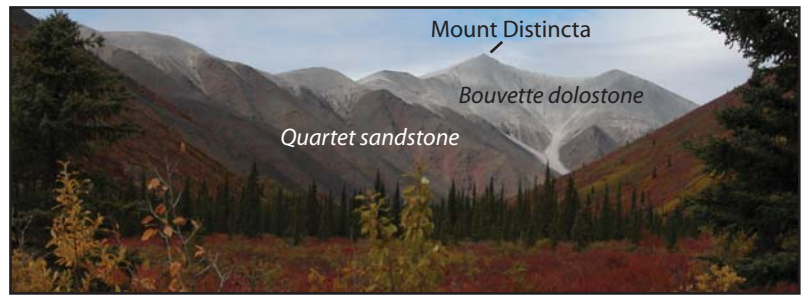 Mount Distincta
Bouvette dolostone
Quartet sandstone